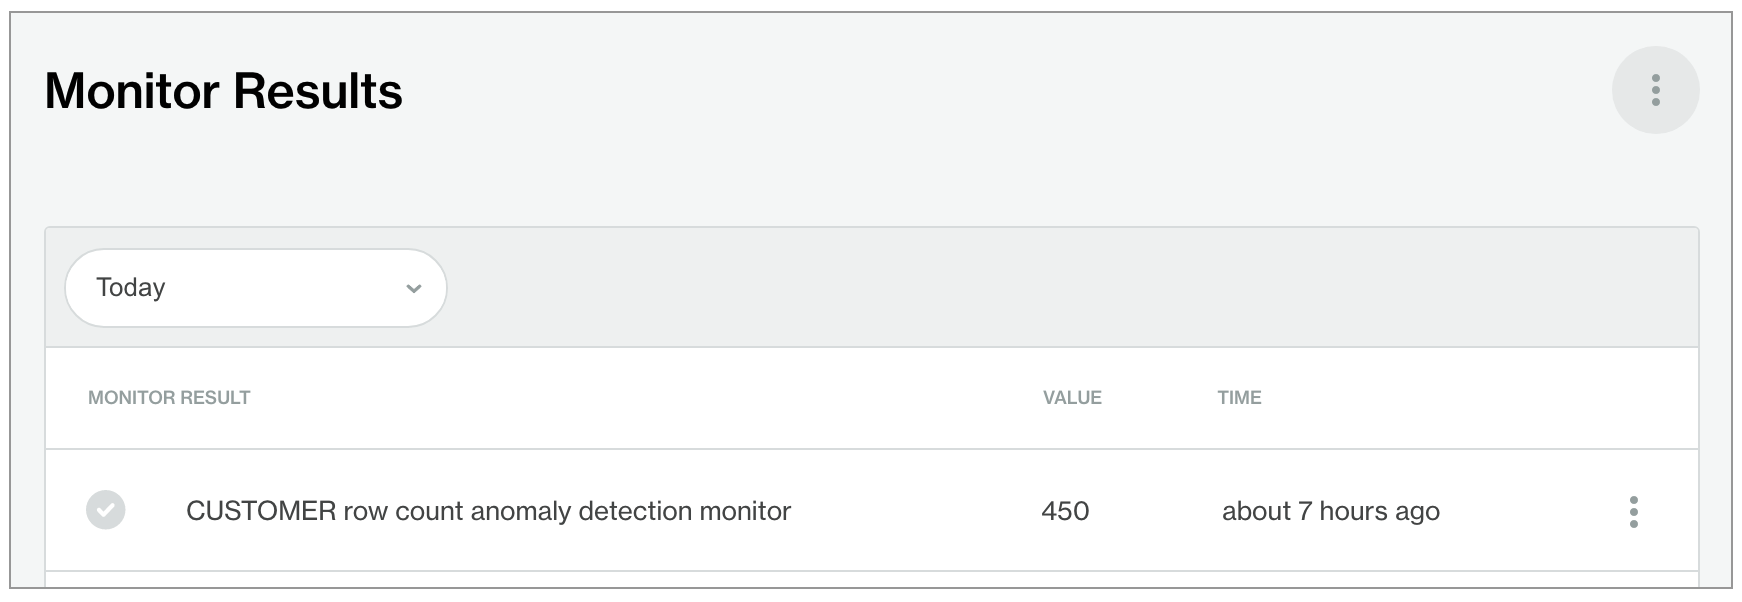 Monitor Results
Today
MONITOR RESULT VALUE TIME
CUSTOMER row count anomaly detection monitor 450 about 7 hours ago